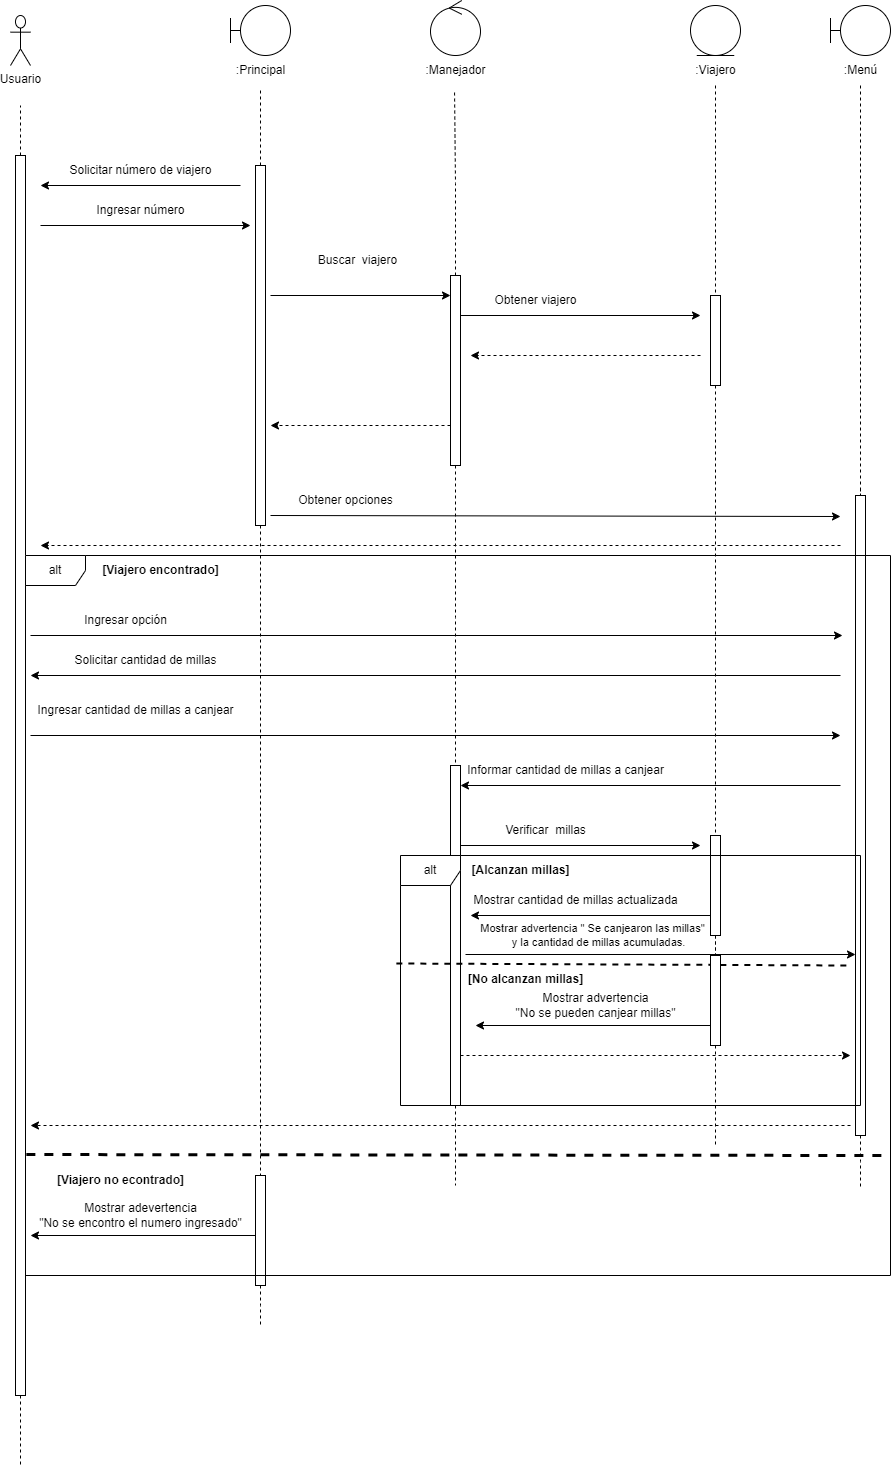 Usuario
:Principal
:Manejador
:Viajero
:Menú
Solicitar número de viajero
Ingresar número
Buscar viajero
Obtener viajero
Obtener opciones
alt
[Viajero encontrado]
Ingresar opción
Solicitar cantidad de millas
Ingresar cantidad de millas a canjear
Informar cantidad de millas a canjear
Verificar millas
alt
[Alcanzan millas]
Mostrar cantidad de millas actualizada
Mostrar advertencia " Se canjearon las millas"
y la cantidad de millas acumuladas.
[No alcanzan millas]
Mostrar advertencia
"No se pueden canjear millas"
[Viajero no econtrado]
Mostrar adevertencia
"No se encontro el numero ingresado"